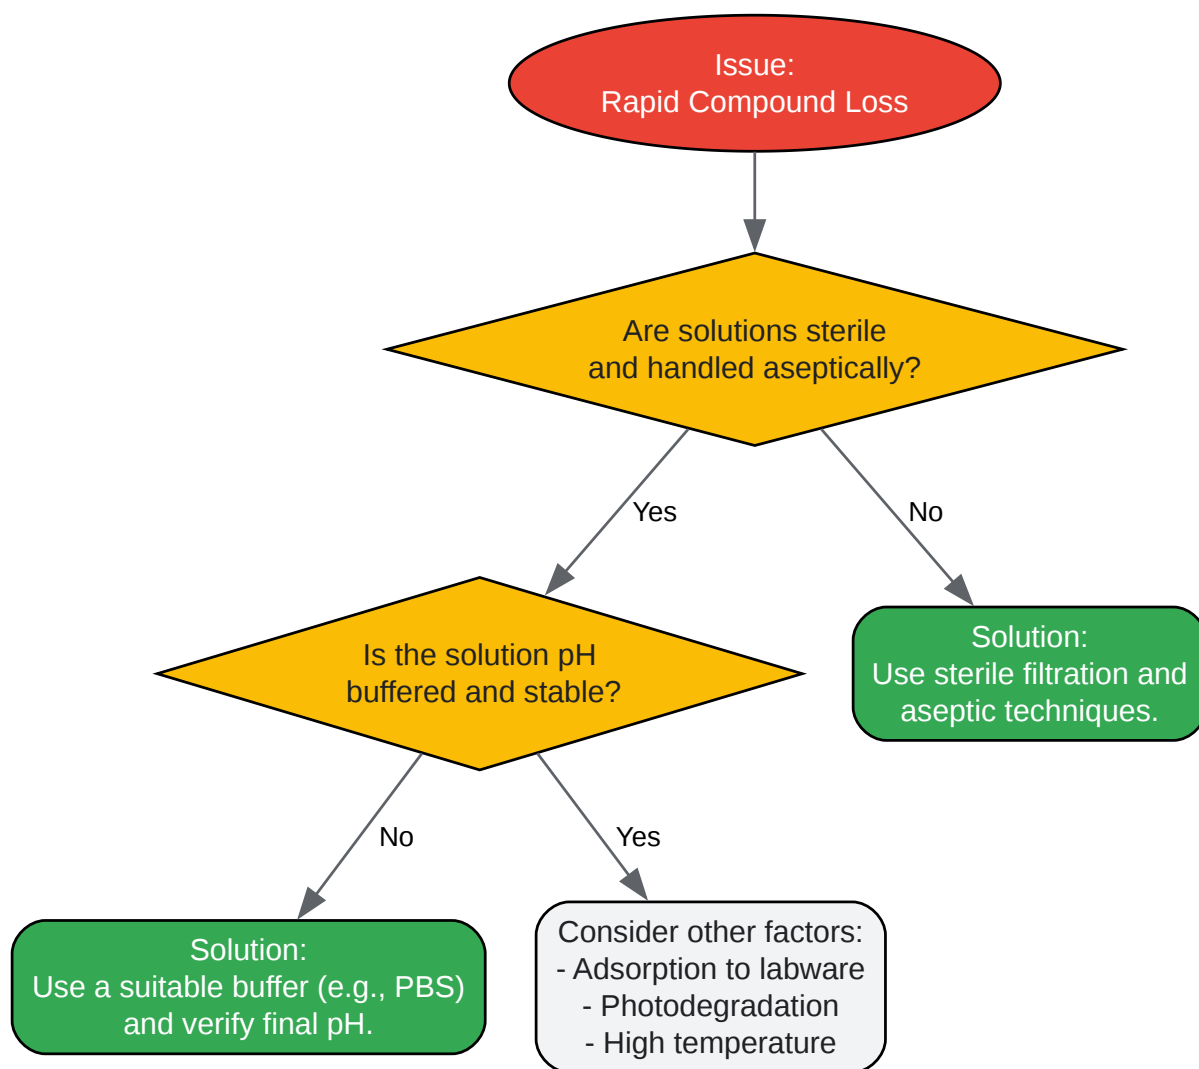 Issue:
Rapid Compound Loss
Are solutions sterile
and handled aseptically?
Yes
No
Is the solution pH
buffered and stable?
Solution:
Use sterile filtration and
aseptic techniques.
No
Yes
Solution:
Use a suitable buffer (e.g., PBS)
and verify final pH.
Consider other factors:
- Adsorption to labware
- Photodegradation
- High temperature